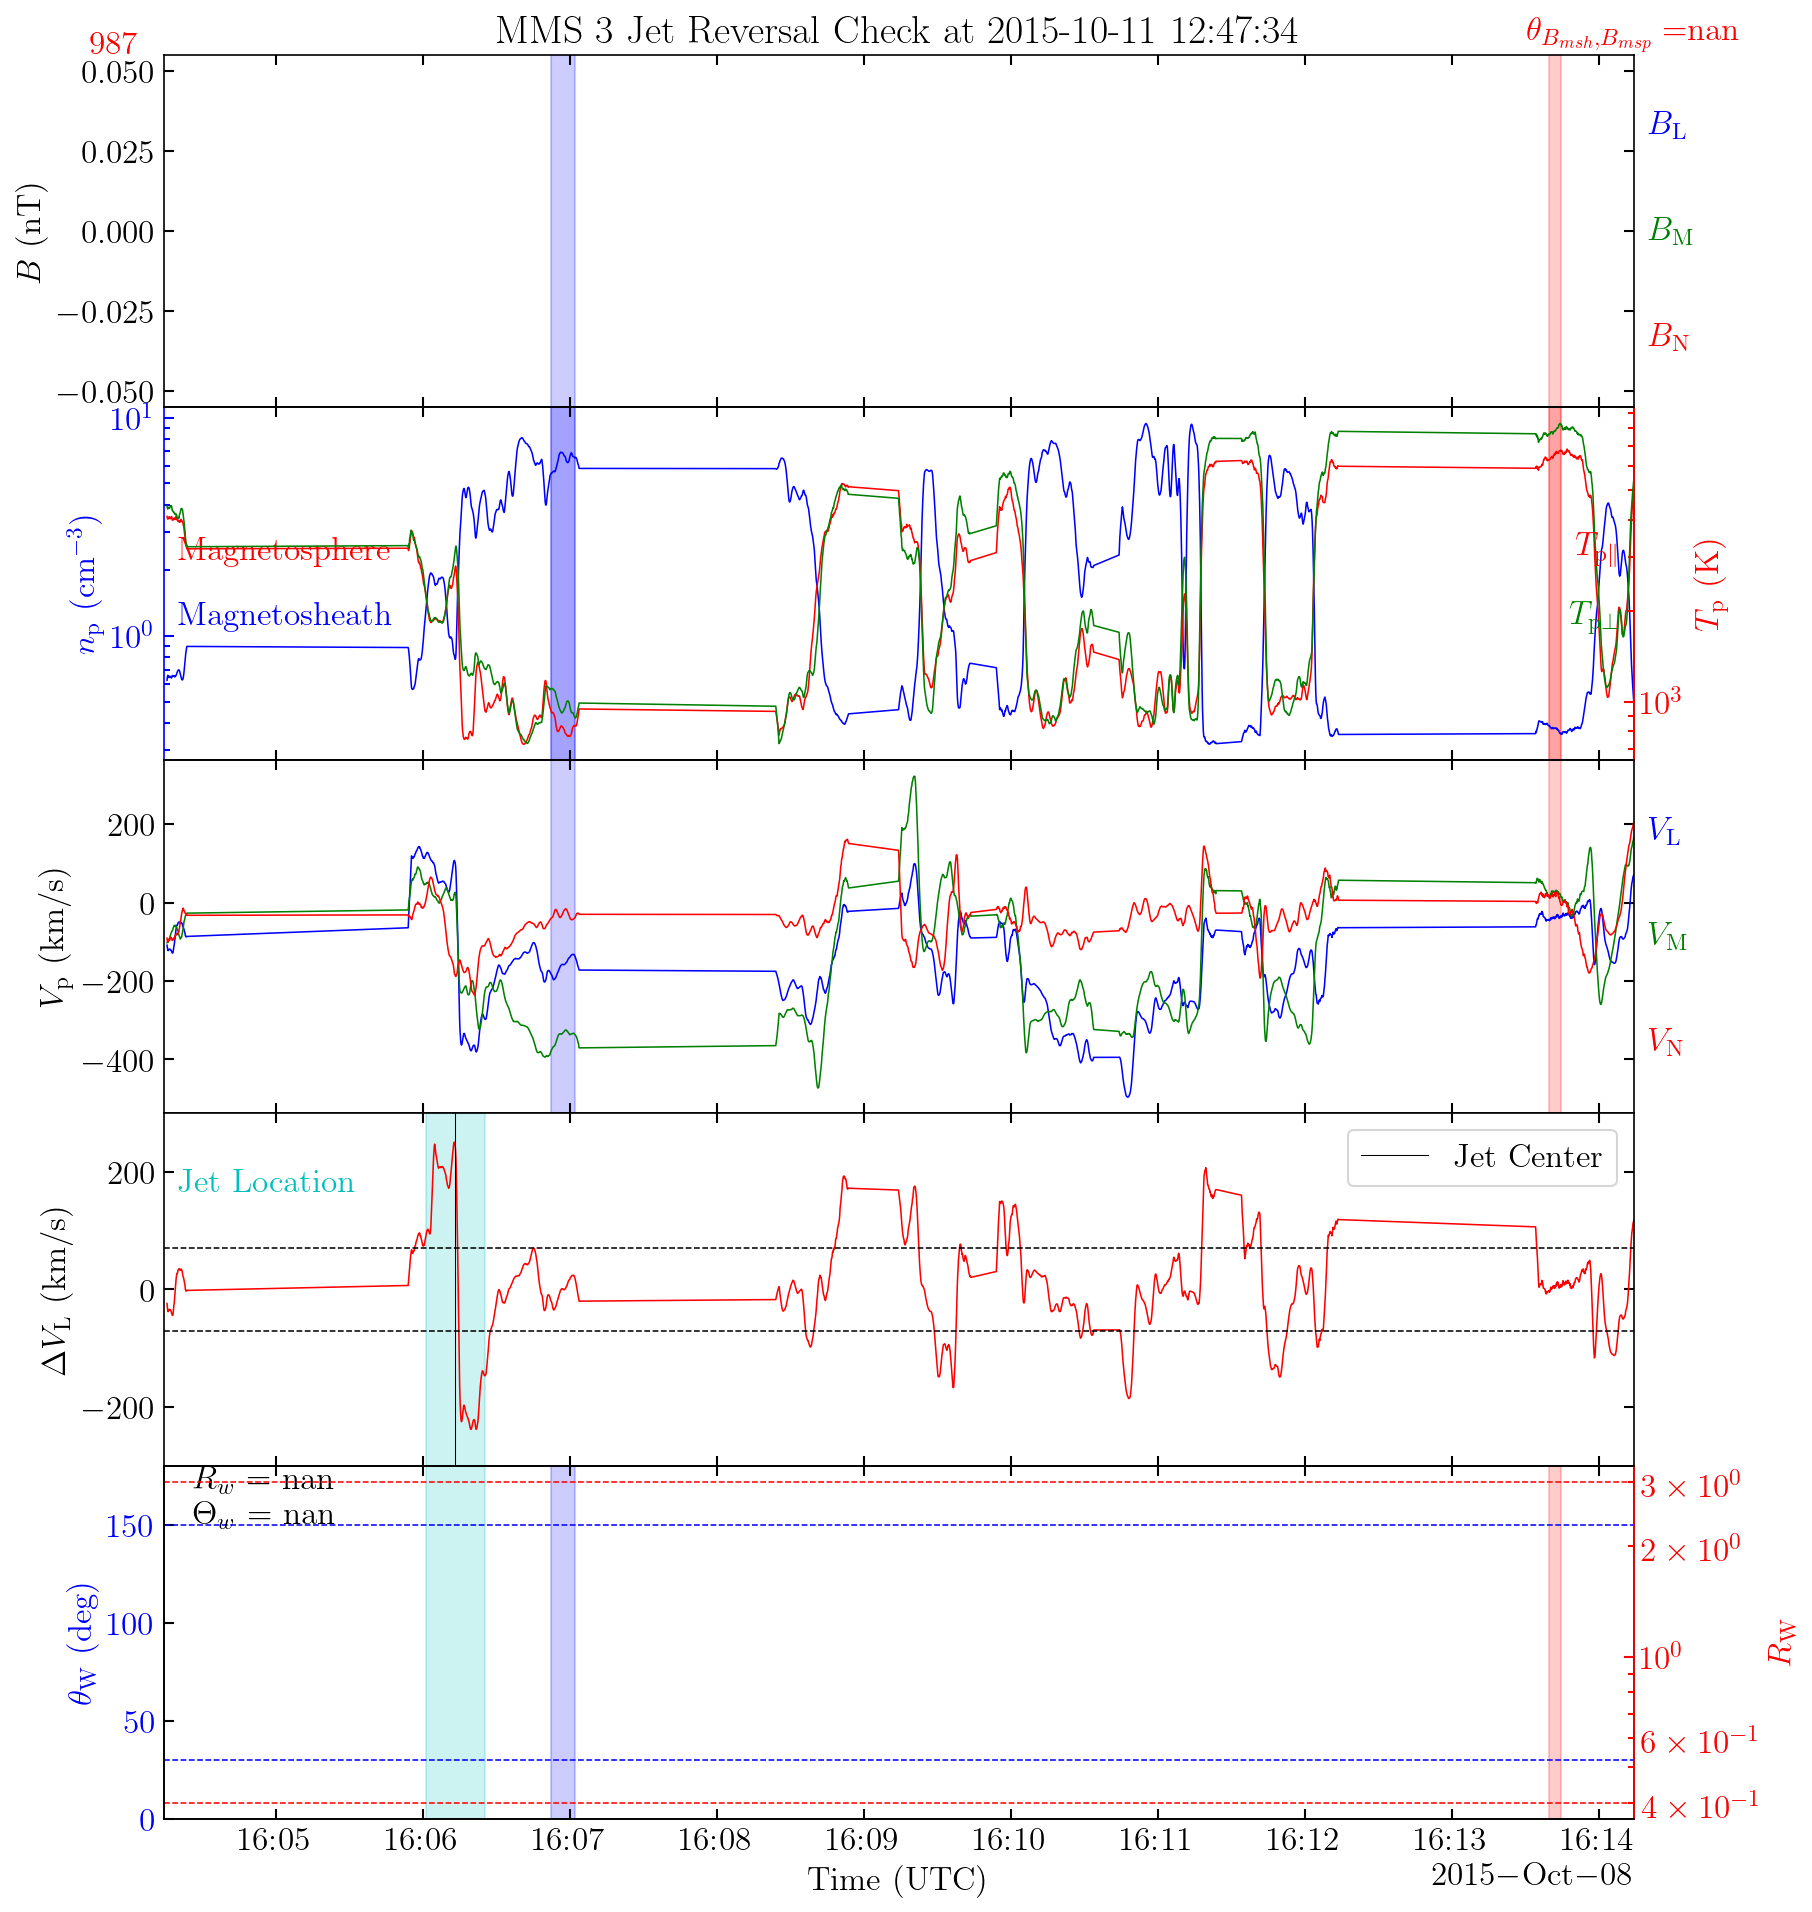 MMS 3 Jet Reversal Check at 2015-10-11 12:47:34
987
θ_{B_{msh},B_{msp}} =nan
0.050
0.025
0.000
−0.025
−0.050
B (nT)
B_L
B_M
B_N
10^1
10^0
n_p (cm^{−3})
Magnetosphere
Magnetosheath
T_{p∥}
T_{p⊥}
10^3
T_p (K)
200
0
−200
−400
V_p (km/s)
V_L
V_M
V_N
200
0
−200
ΔV_L (km/s)
Jet Location
Jet Center
R_w = nan
Θ_w = nan
150
100
50
0
θ_W (deg)
3 × 10^0
2 × 10^0
10^0
6 × 10^{−1}
4 × 10^{−1}
R_W
16:05 16:06 16:07 16:08 16:09 16:10 16:11 16:12 16:13 16:14
2015−Oct−08
Time (UTC)